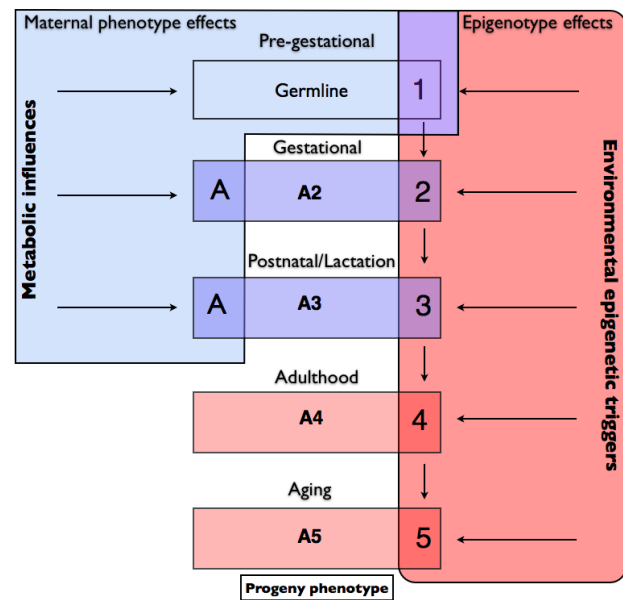 Maternal phenotype effects
Epigenotype effects
Pre-gestational
Germline
1
Gestational
A
A2
2
Postnatal/Lactation
A
A3
3
Adulthood
A4
4
Aging
A5
5
Progeny phenotype
Metabolic influences
Environmental epigenetic triggers